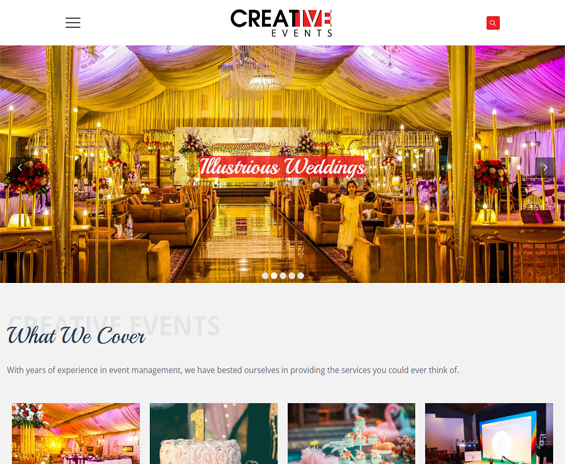 CREATIVE
EVENTS
Illustrious Weddings
CREATIVE EVENTS
What We Cover
With years of experience in event management, we have bested ourselves in providing the services you could ever think of.
1